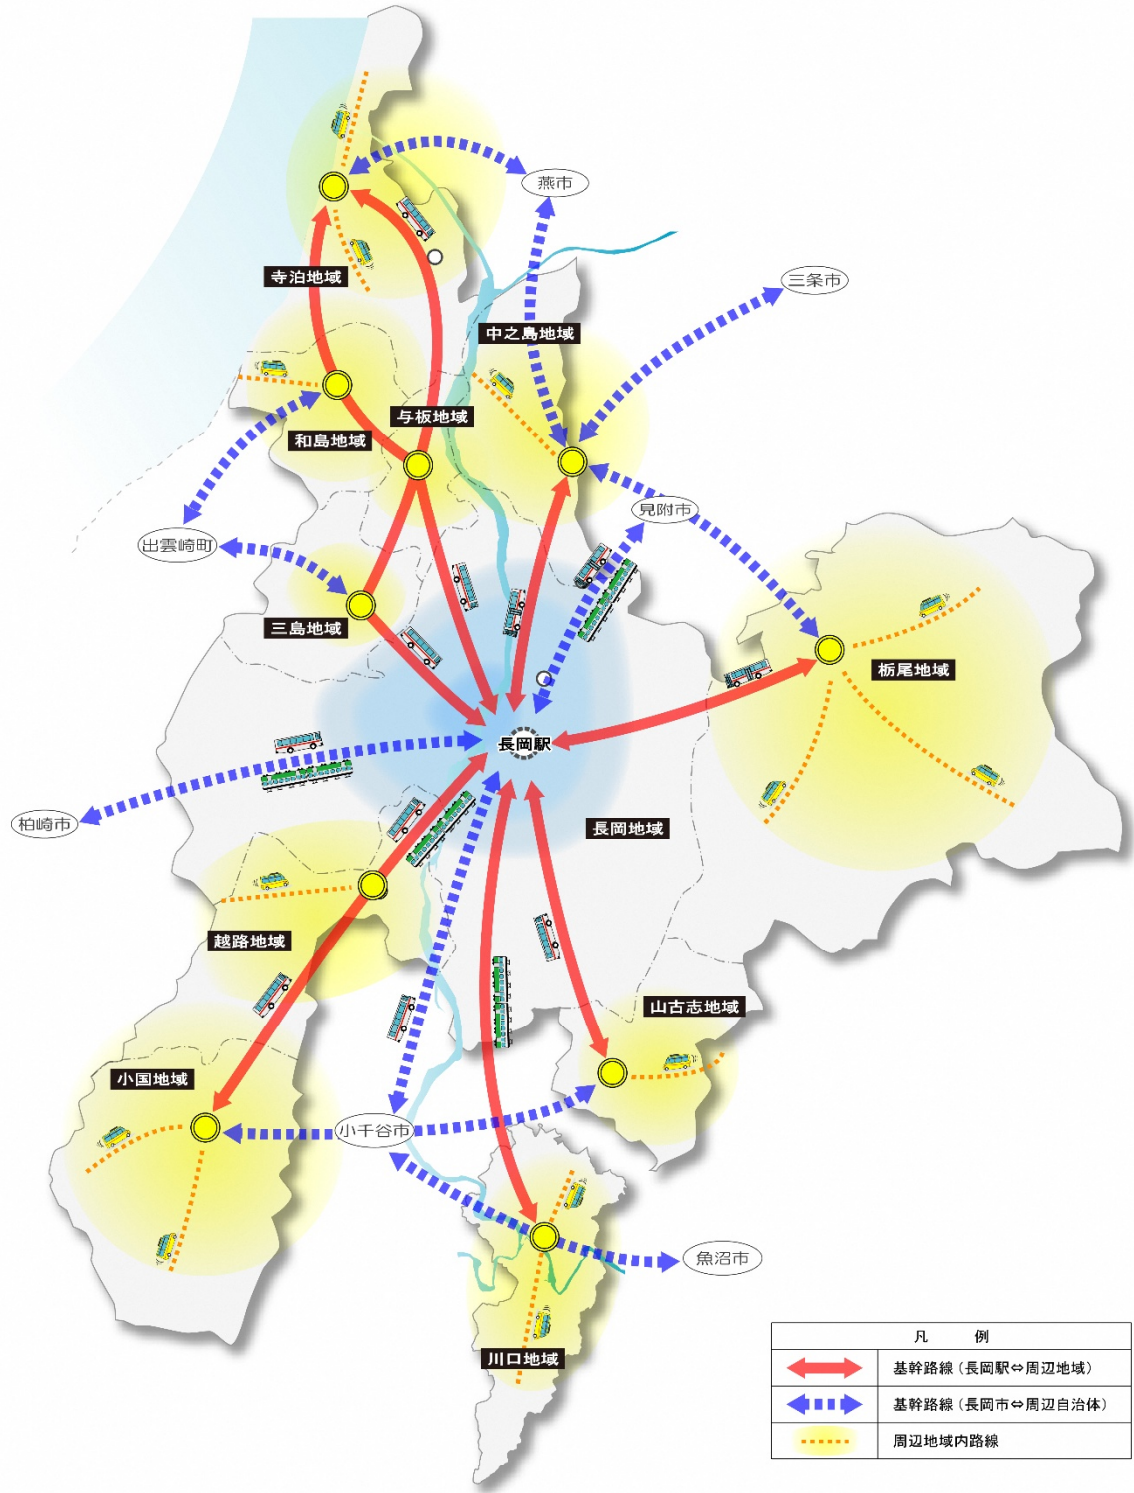 燕市
寺泊地域
三条市
中之島地域
与板地域
和島地域
見附市
出雲崎町
三島地域
栃尾地域
長岡駅
柏崎市
長岡地域
越路地域
山古志地域
小国地域
小千谷市
魚沼市
川口地域
凡 例
基幹路線(長岡駅⇔周辺地域)
基幹路線(長岡市⇔周辺自治体)
周辺地域内路線